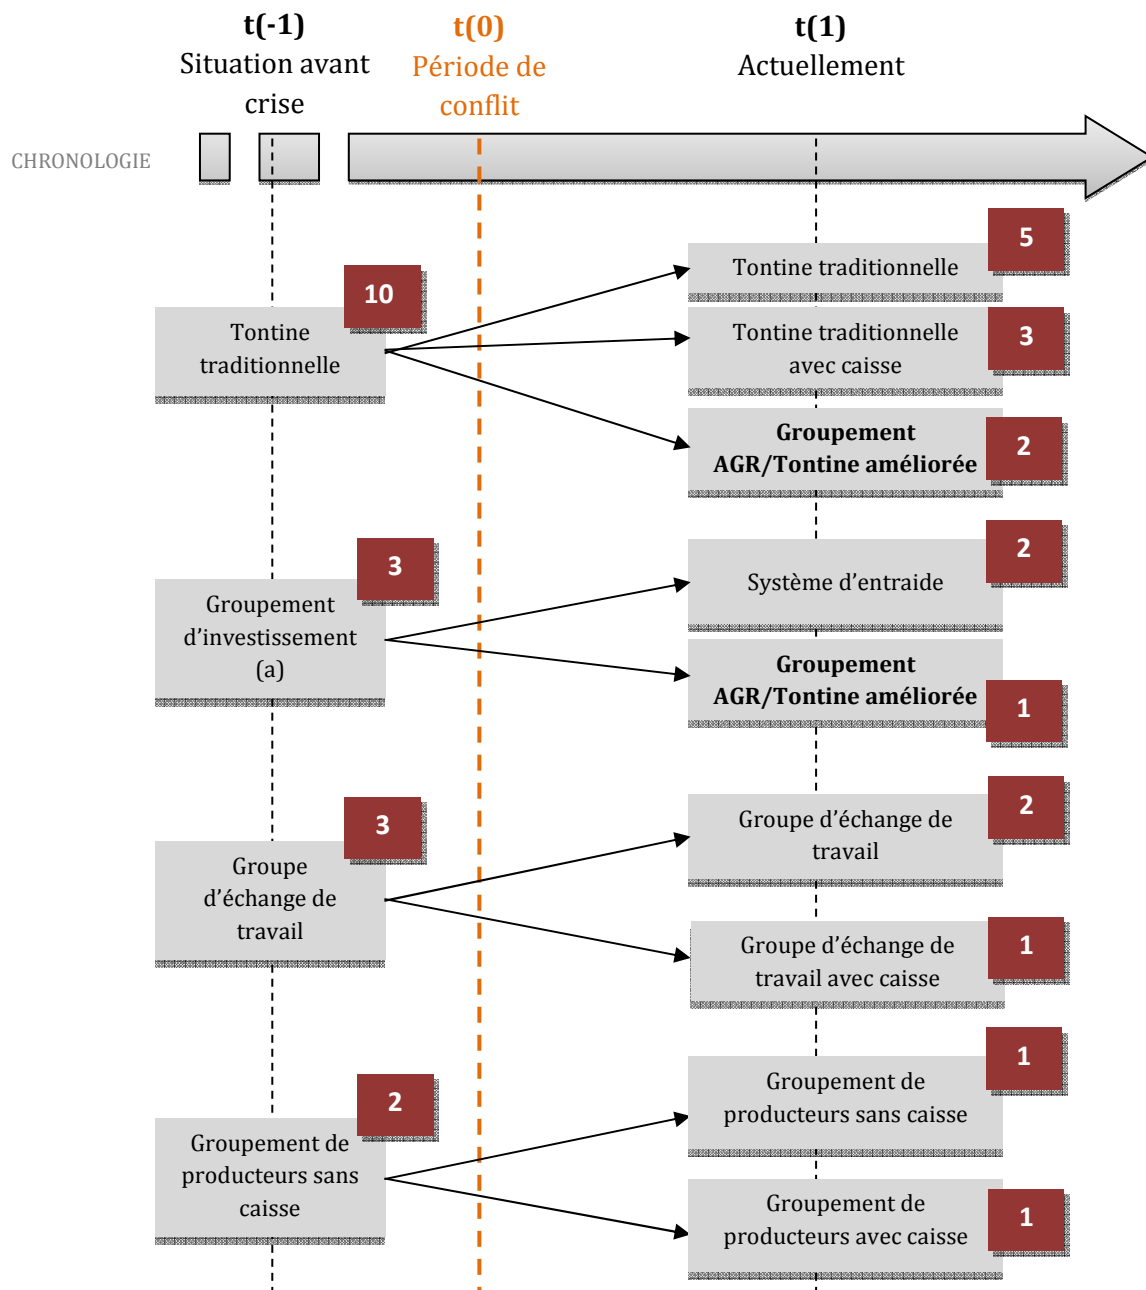 t(-1)
Situation avant
crise
t(0)
Période de
conflit
t(1)
Actuellement
CHRONOLOGIE
10
Tontine
traditionnelle
5
Tontine traditionnelle
3
Tontine traditionnelle
avec caisse
2
Groupement
AGR/Tontine améliorée
3
Groupement
d'investissement
(a)
2
Système d'entraide
Groupement
AGR/Tontine améliorée
1
3
Groupe
d'échange de
travail
2
Groupe d'échange de
travail
1
Groupe d'échange de
travail avec caisse
2
Groupement de
producteurs sans
caisse
1
Groupement de
producteurs sans caisse
1
Groupement de
producteurs avec caisse